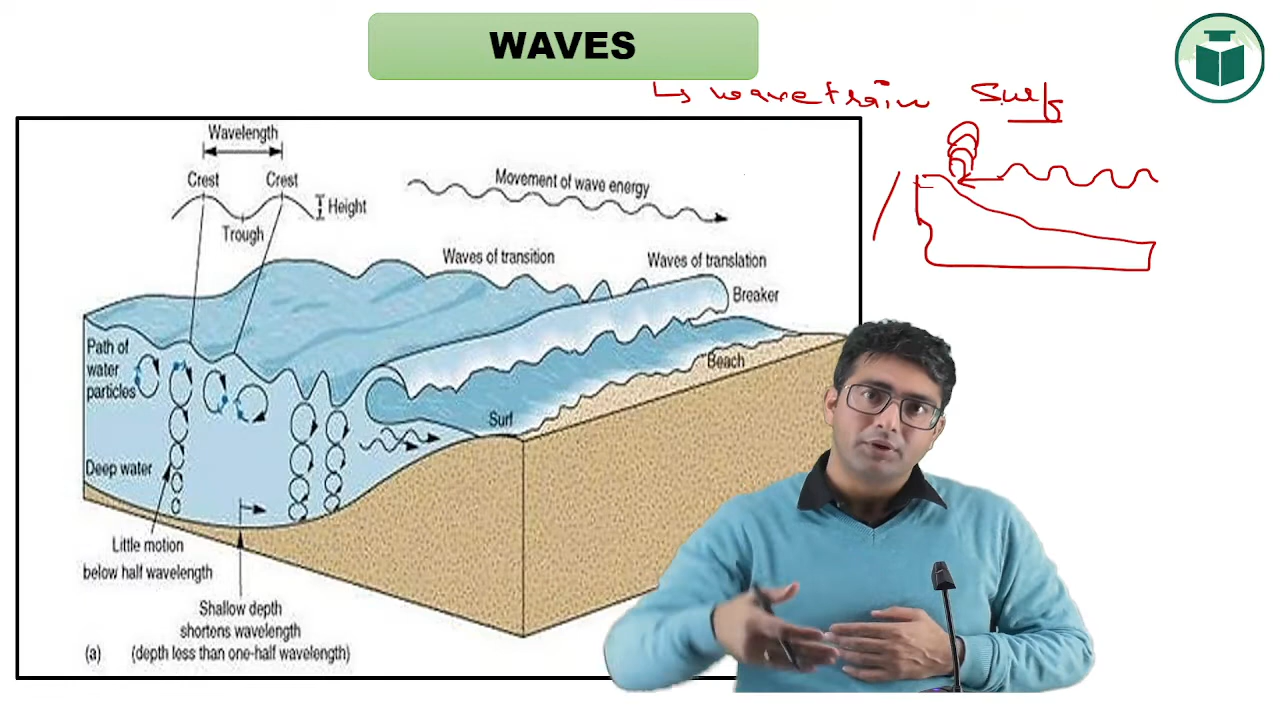 WAVES
↳ wavetrain Surf
Wavelength
Crest Crest
Height
Trough
Movement of wave energy
Waves of transition
Waves of translation
Breaker
Path of
water
particles
Beach
Surf
Deep water
Little motion
below half wavelength
Shallow depth
shortens wavelength
(a) (depth less than one-half wavelength)